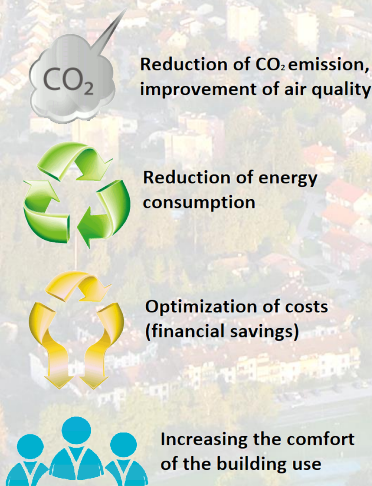 CO₂
Reduction of CO₂ emission,
improvement of air quality
Reduction of energy
consumption
Optimization of costs
(financial savings)
Increasing the comfort
of the building use